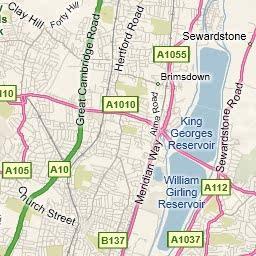 Clay Hill
Forty Hill
Great Cambridge Road
Hertford Road
Sewardstone
A1055
Brimsdown
A1010
Alma Road
King
Georges
Reservoir
Sewardstone Road
Meridian Way
A105
A10
A112
William
Girling
Reservoir
Church Street
B137
A1037